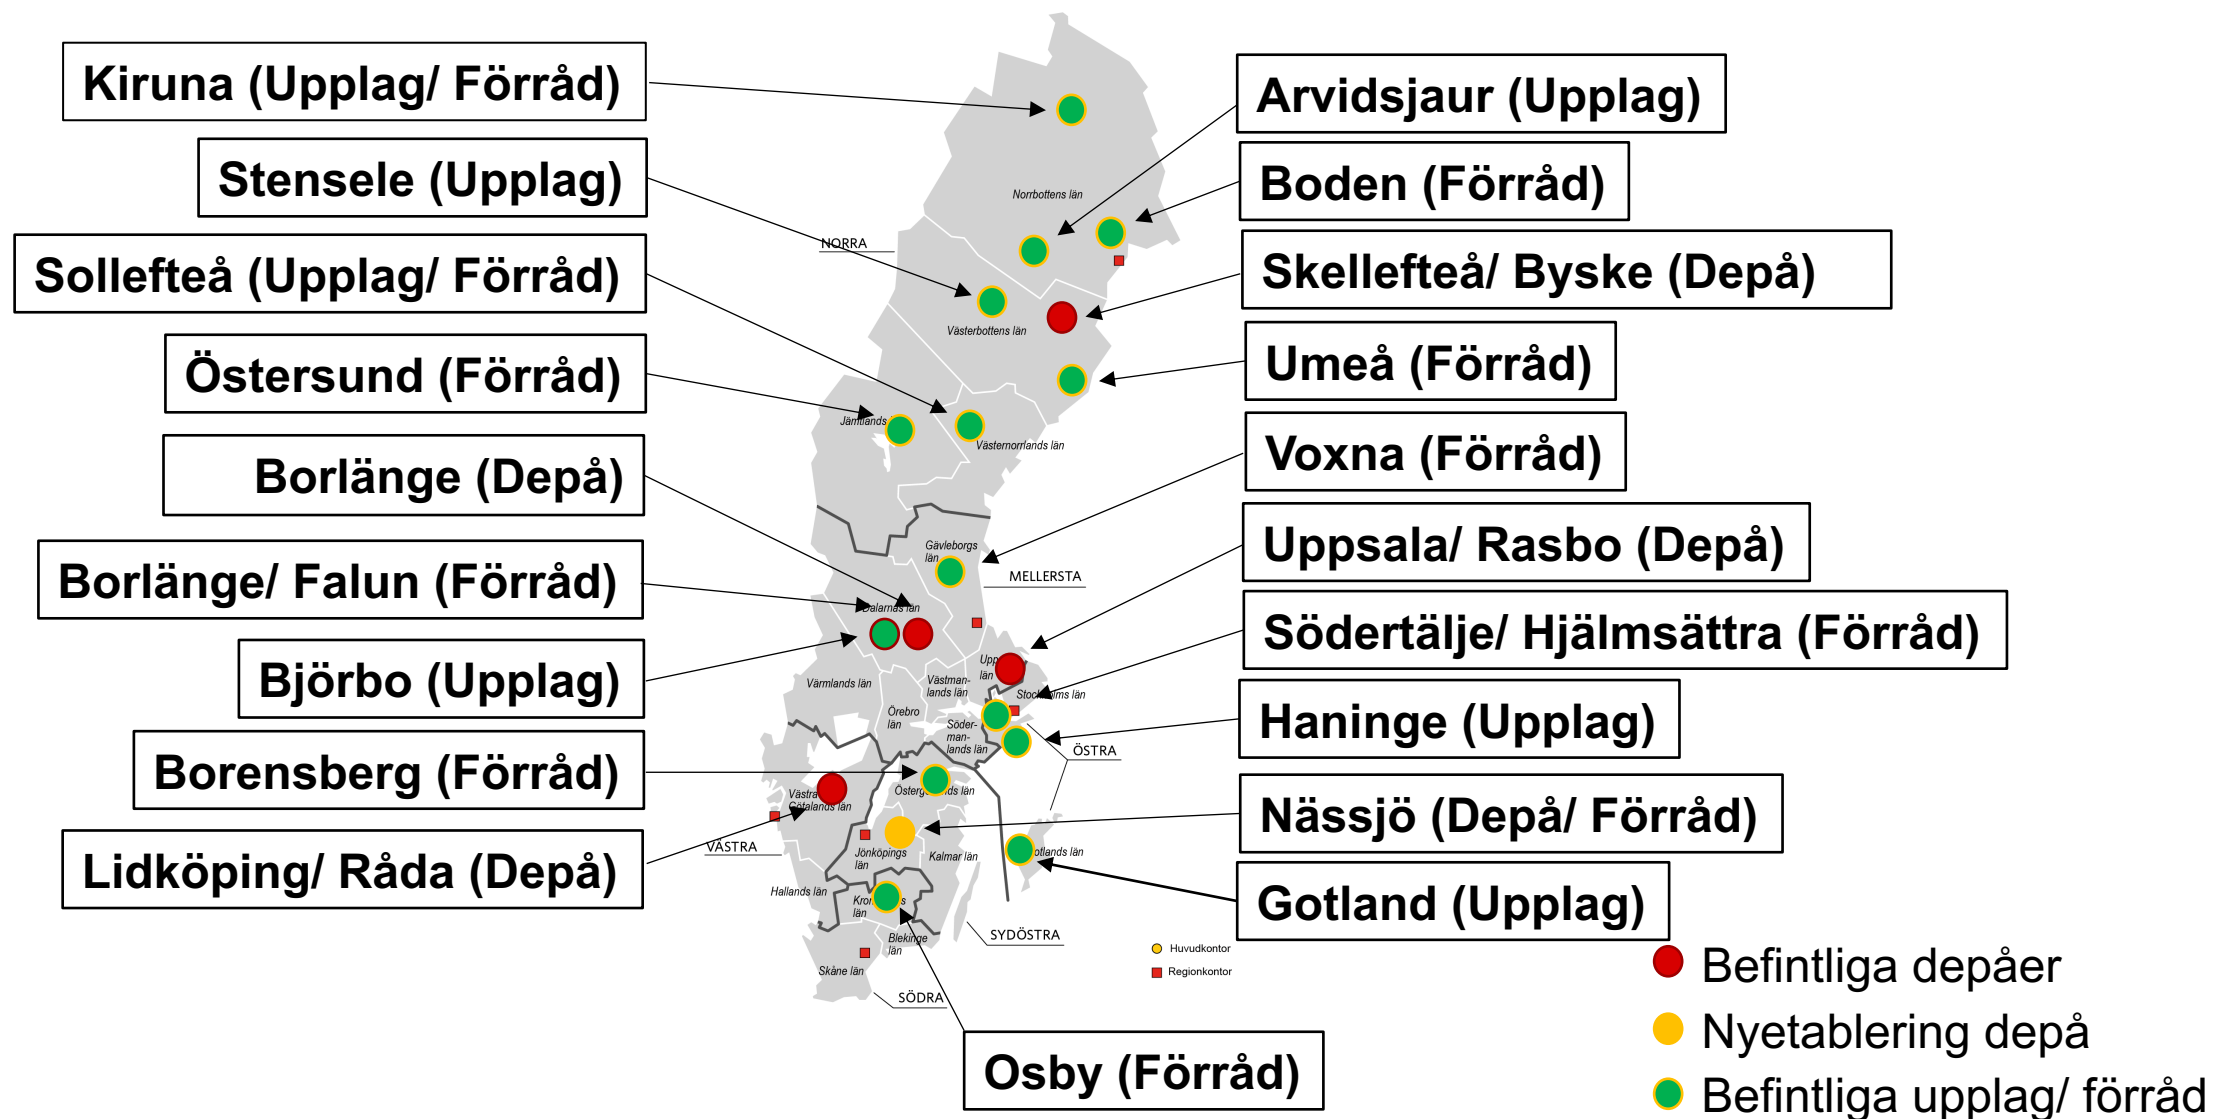 Kiruna (Upplag/ Förråd)
Stensele (Upplag)
Sollefteå (Upplag/ Förråd)
Östersund (Förråd)
Borlänge (Depå)
Borlänge/ Falun (Förråd)
Björbo (Upplag)
Borensberg (Förråd)
Lidköping/ Råda (Depå)
Arvidsjaur (Upplag)
Boden (Förråd)
Skellefteå/ Byske (Depå)
Umeå (Förråd)
Voxna (Förråd)
Uppsala/ Rasbo (Depå)
Södertälje/ Hjälmsättra (Förråd)
Haninge (Upplag)
Nässjö (Depå/ Förråd)
Gotland (Upplag)
Osby (Förråd)
Norrbottens län
NORRA
Västerbottens län
Jämtlands
Västernorrlands län
Gävleborgs
län
MELLERSTA
Dalarnas län
Värmlands län
Västman-
lands län
län
Stockholms län
Örebro
län
Söder-
man-
lands län
ÖSTRA
Västra
Götalands län
län
VÄSTRA
Jönköpings
län
Kalmar län
Hallands län
län
Blekinge
län
SYDÖSTRA
Skåne län
SÖDRA
Huvudkontor
Regionkontor
Befintliga depåer
Nyetablering depå
Befintliga upplag/ förråd